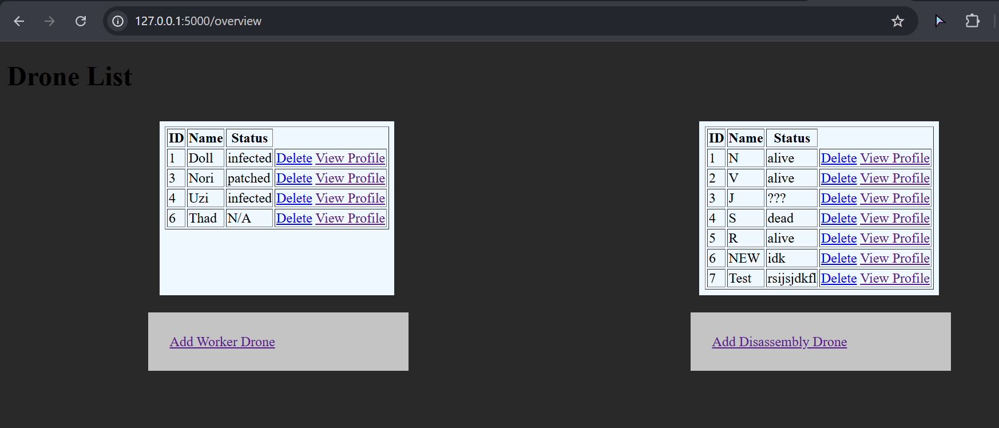 127.0.0.1:5000/overview
Drone List
ID Name Status
1 Doll infected Delete View Profile
3 Nori patched Delete View Profile
4 Uzi infected Delete View Profile
6 Thad N/A Delete View Profile
Add Worker Drone
ID Name Status
1 N alive Delete View Profile
2 V alive Delete View Profile
3 J ??? Delete View Profile
4 S dead Delete View Profile
5 R alive Delete View Profile
6 NEW idk Delete View Profile
7 Test rsijsjdkfl Delete View Profile
Add Disassembly Drone